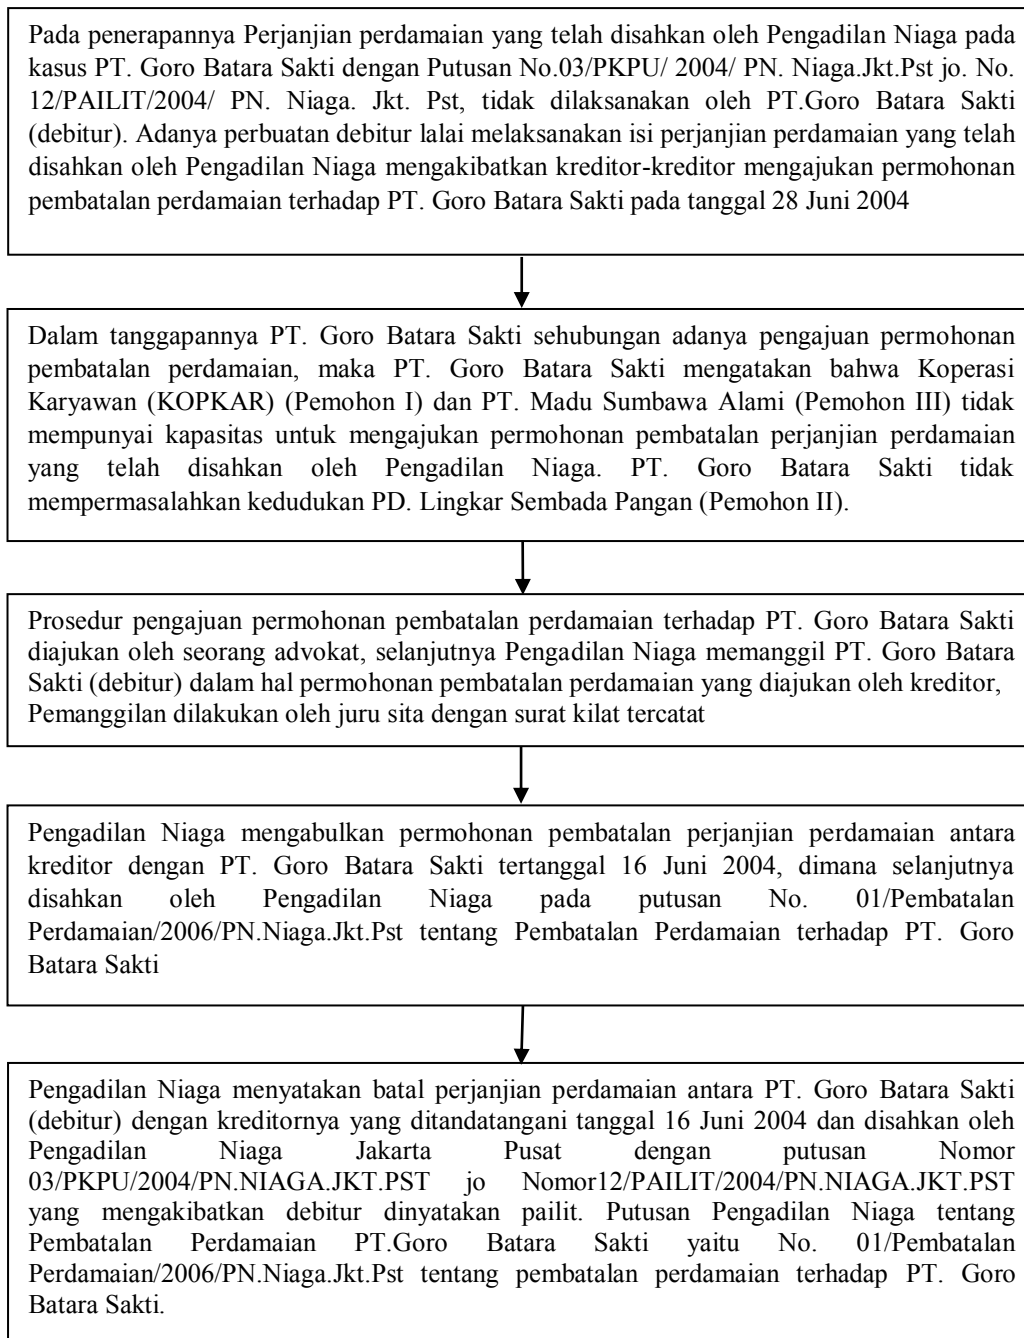 Pada penerapannya Perjanjian perdamaian yang telah disahkan oleh Pengadilan Niaga pada
kasus PT. Goro Batara Sakti dengan Putusan No.03/PKPU/ 2004/ PN. Niaga.Jkt.Pst jo. No.
12/PAILIT/2004/ PN. Niaga. Jkt. Pst, tidak dilaksanakan oleh PT.Goro Batara Sakti
(debitur). Adanya perbuatan debitur lalai melaksanakan isi perjanjian perdamaian yang telah
disahkan oleh Pengadilan Niaga mengakibatkan kreditor-kreditor mengajukan permohonan
pembatalan perdamaian terhadap PT. Goro Batara Sakti pada tanggal 28 Juni 2004
Dalam tanggapannya PT. Goro Batara Sakti sehubungan adanya pengajuan permohonan
pembatalan perdamaian, maka PT. Goro Batara Sakti mengatakan bahwa Koperasi
Karyawan (KOPKAR) (Pemohon I) dan PT. Madu Sumbawa Alami (Pemohon III) tidak
mempunyai kapasitas untuk mengajukan permohonan pembatalan perjanjian perdamaian
yang telah disahkan oleh Pengadilan Niaga. PT. Goro Batara Sakti tidak
mempermasalahkan kedudukan PD. Lingkar Sembada Pangan (Pemohon II).
Prosedur pengajuan permohonan pembatalan perdamaian terhadap PT. Goro Batara Sakti
diajukan oleh seorang advokat, selanjutnya Pengadilan Niaga memanggil PT. Goro Batara
Sakti (debitur) dalam hal permohonan pembatalan perdamaian yang diajukan oleh kreditor,
Pemanggilan dilakukan oleh juru sita dengan surat kilat tercatat
Pengadilan Niaga mengabulkan permohonan pembatalan perjanjian perdamaian antara
kreditor dengan PT. Goro Batara Sakti tertanggal 16 Juni 2004, dimana selanjutnya
disahkan oleh Pengadilan Niaga pada putusan No. 01/Pembatalan
Perdamaian/2006/PN.Niaga.Jkt.Pst tentang Pembatalan Perdamaian terhadap PT. Goro
Batara Sakti
Pengadilan Niaga menyatakan batal perjanjian perdamaian antara PT. Goro Batara Sakti
(debitur) dengan kreditornya yang ditandatangani tanggal 16 Juni 2004 dan disahkan oleh
Pengadilan Niaga Jakarta Pusat dengan putusan Nomor
03/PKPU/2004/PN.NIAGA.JKT.PST jo Nomor12/PAILIT/2004/PN.NIAGA.JKT.PST
yang mengakibatkan debitur dinyatakan pailit. Putusan Pengadilan Niaga tentang
Pembatalan Perdamaian PT.Goro Batara Sakti yaitu No. 01/Pembatalan
Perdamaian/2006/PN.Niaga.Jkt.Pst tentang pembatalan perdamaian terhadap PT. Goro
Batara Sakti.